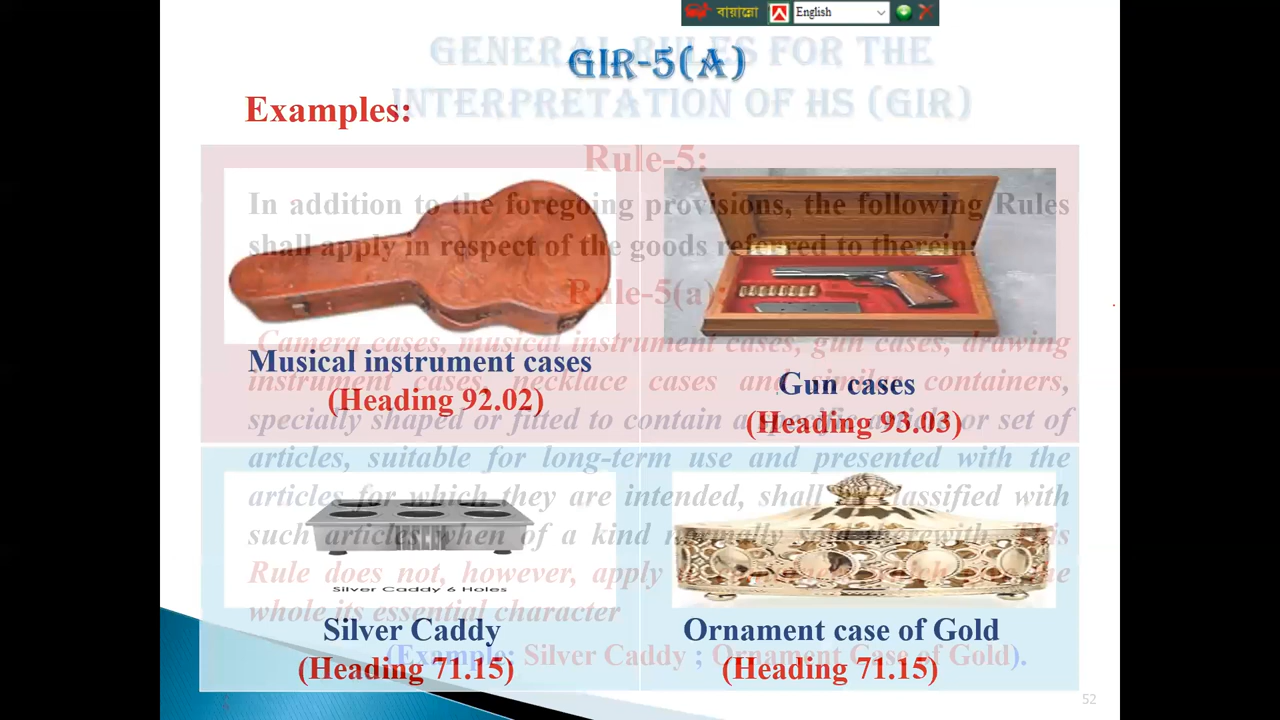 বায়ান্নো English
GENERAL RULES FOR THE
GIR-5(A)
INTERPRETATION OF HS (GIR)
Examples:
Rule-5:
In addition to the foregoing provisions, the following Rules
shall apply in respect of the goods referred to therein:
Rule-5(a):
Camera cases, musical instrument cases, gun cases, drawing
instrument cases, necklace cases and similar containers,
specially shaped or fitted to contain a specific article or set of
articles, suitable for long-term use and presented with the
articles for which they are intended, shall classified with
such articles when of a kind normally sold therewith. This
Rule does not, however, apply which the
whole its essential character
(Example: Silver Caddy ; Ornament Case of Gold).
Musical instrument cases
(Heading 92.02)
Gun cases
(Heading 93.03)
Silver Caddy 6 Holes
Silver Caddy
(Heading 71.15)
Ornament case of Gold
(Heading 71.15)
52